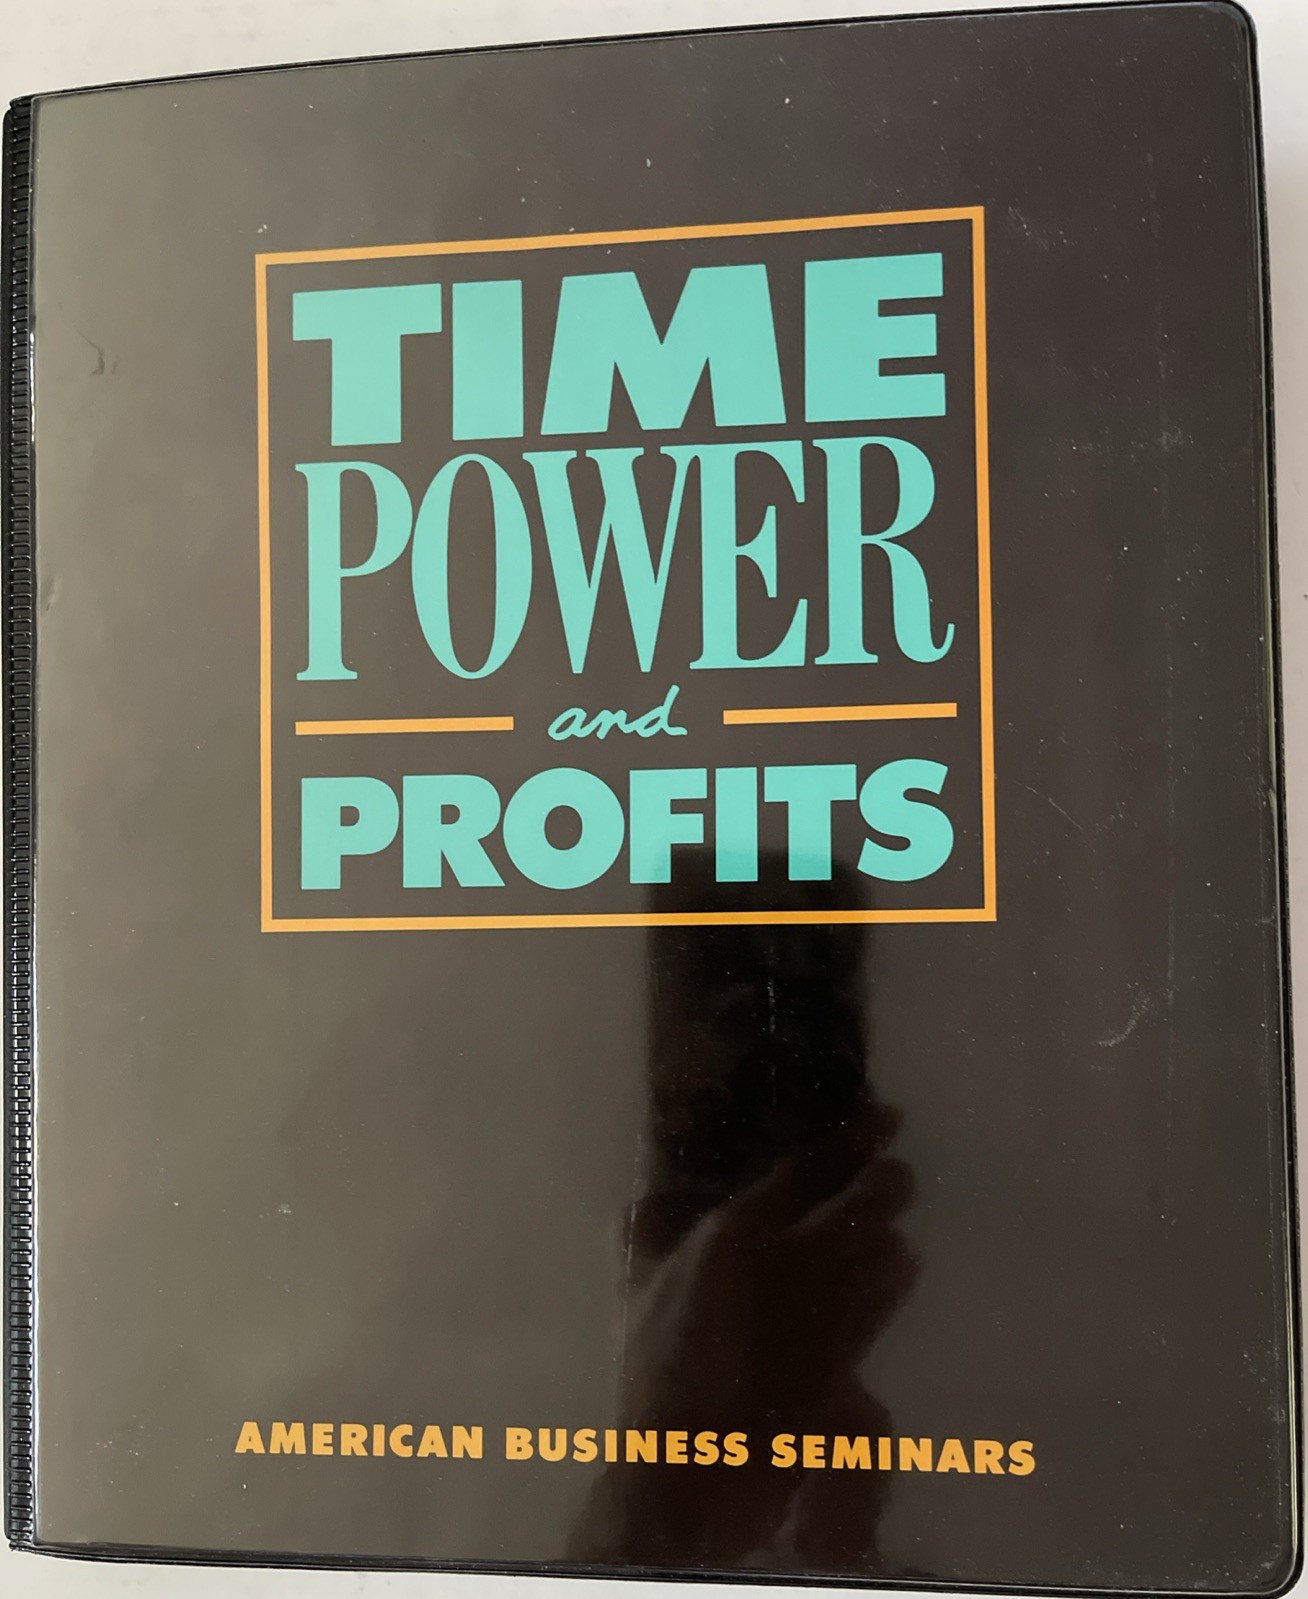 TIME
POWER
and
PROFITS
AMERICAN BUSINESS SEMINARS